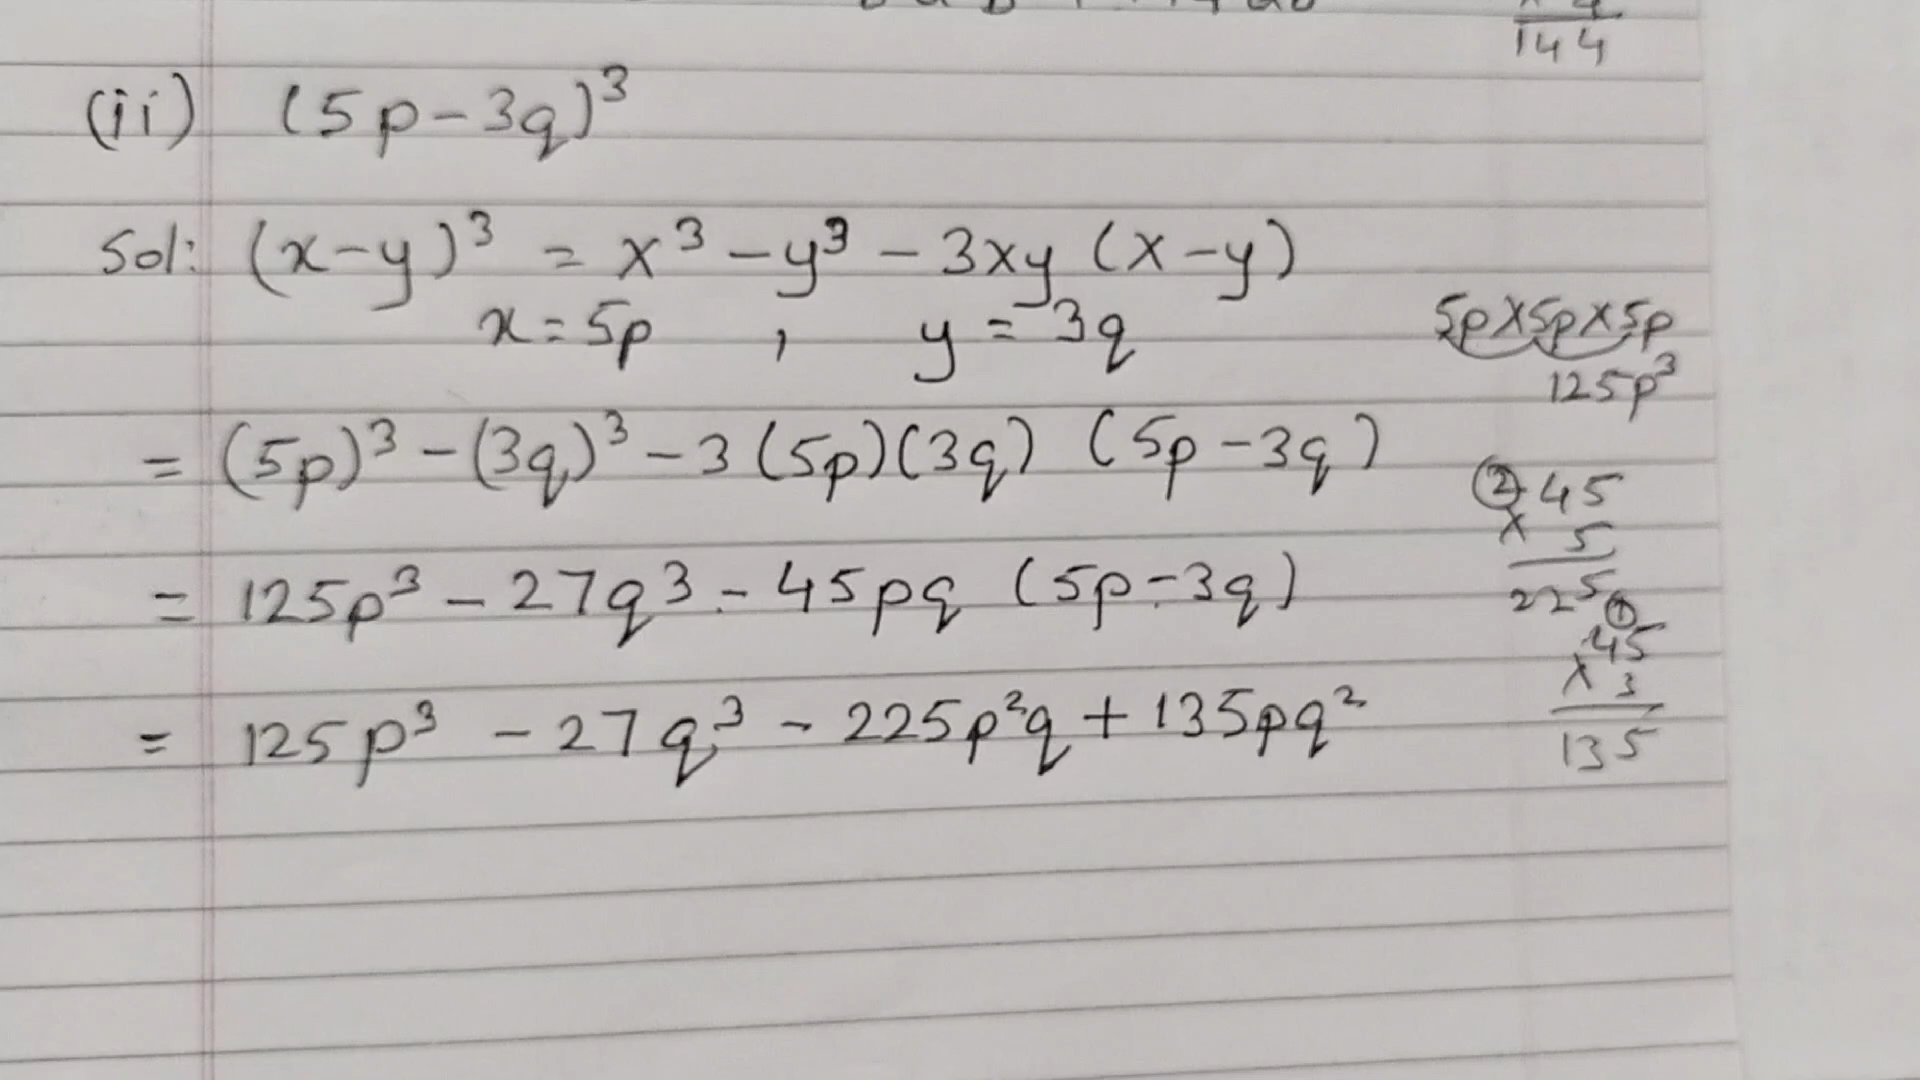 144
(ii) (5p-3q)³
Sol: (x-y)³ = x³ - y³ - 3xy (x-y)
x = 5p , y = 3q
5p×5p×5p
125p³
= (5p)³ - (3q)³ - 3 (5p)(3q) (5p-3q)
② 45
× 5
225
= 125p³ - 27q³ - 45pq (5p-3q)
① 45
× 3
135
= 125p³ - 27q³ - 225p²q + 135pq²